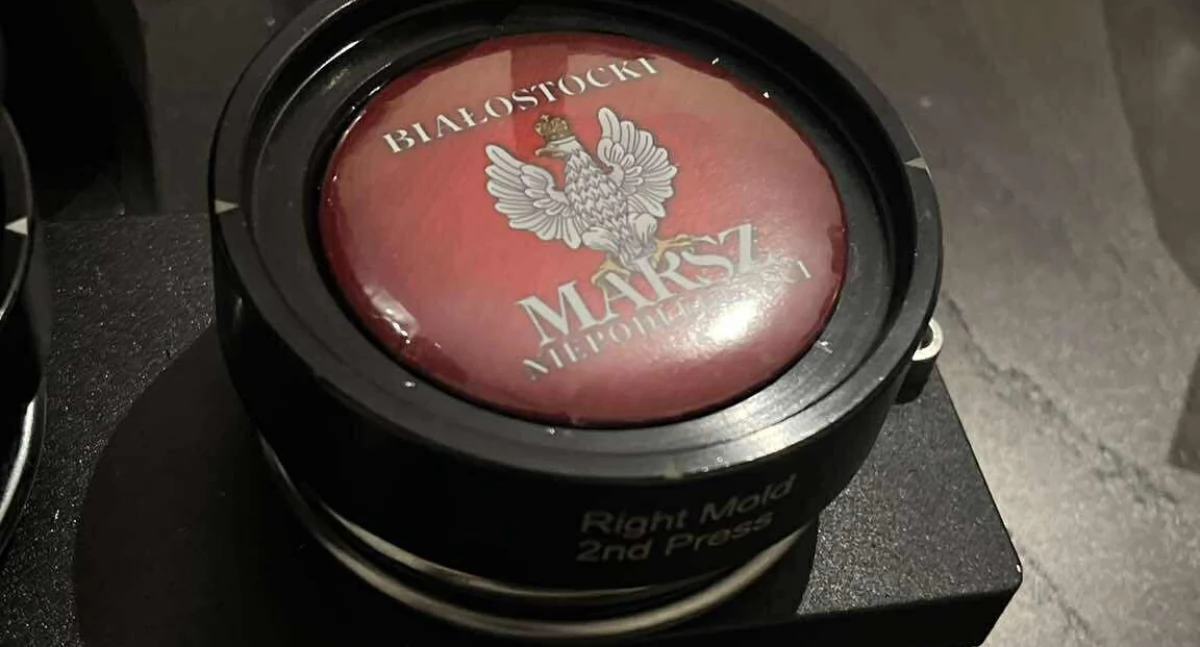 BIAŁOSTOCKI
MARSZ
Right Mold
2nd Press